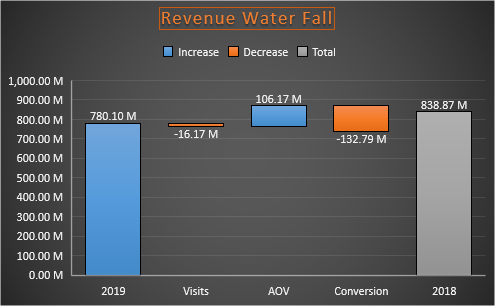 Revenue Water Fall
Increase Decrease Total
1,000.00 M
900.00 M
800.00 M
700.00 M
600.00 M
500.00 M
400.00 M
300.00 M
200.00 M
100.00 M
0.00 M
780.10 M
-16.17 M
106.17 M
-132.79 M
838.87 M
2019 Visits AOV Conversion 2018